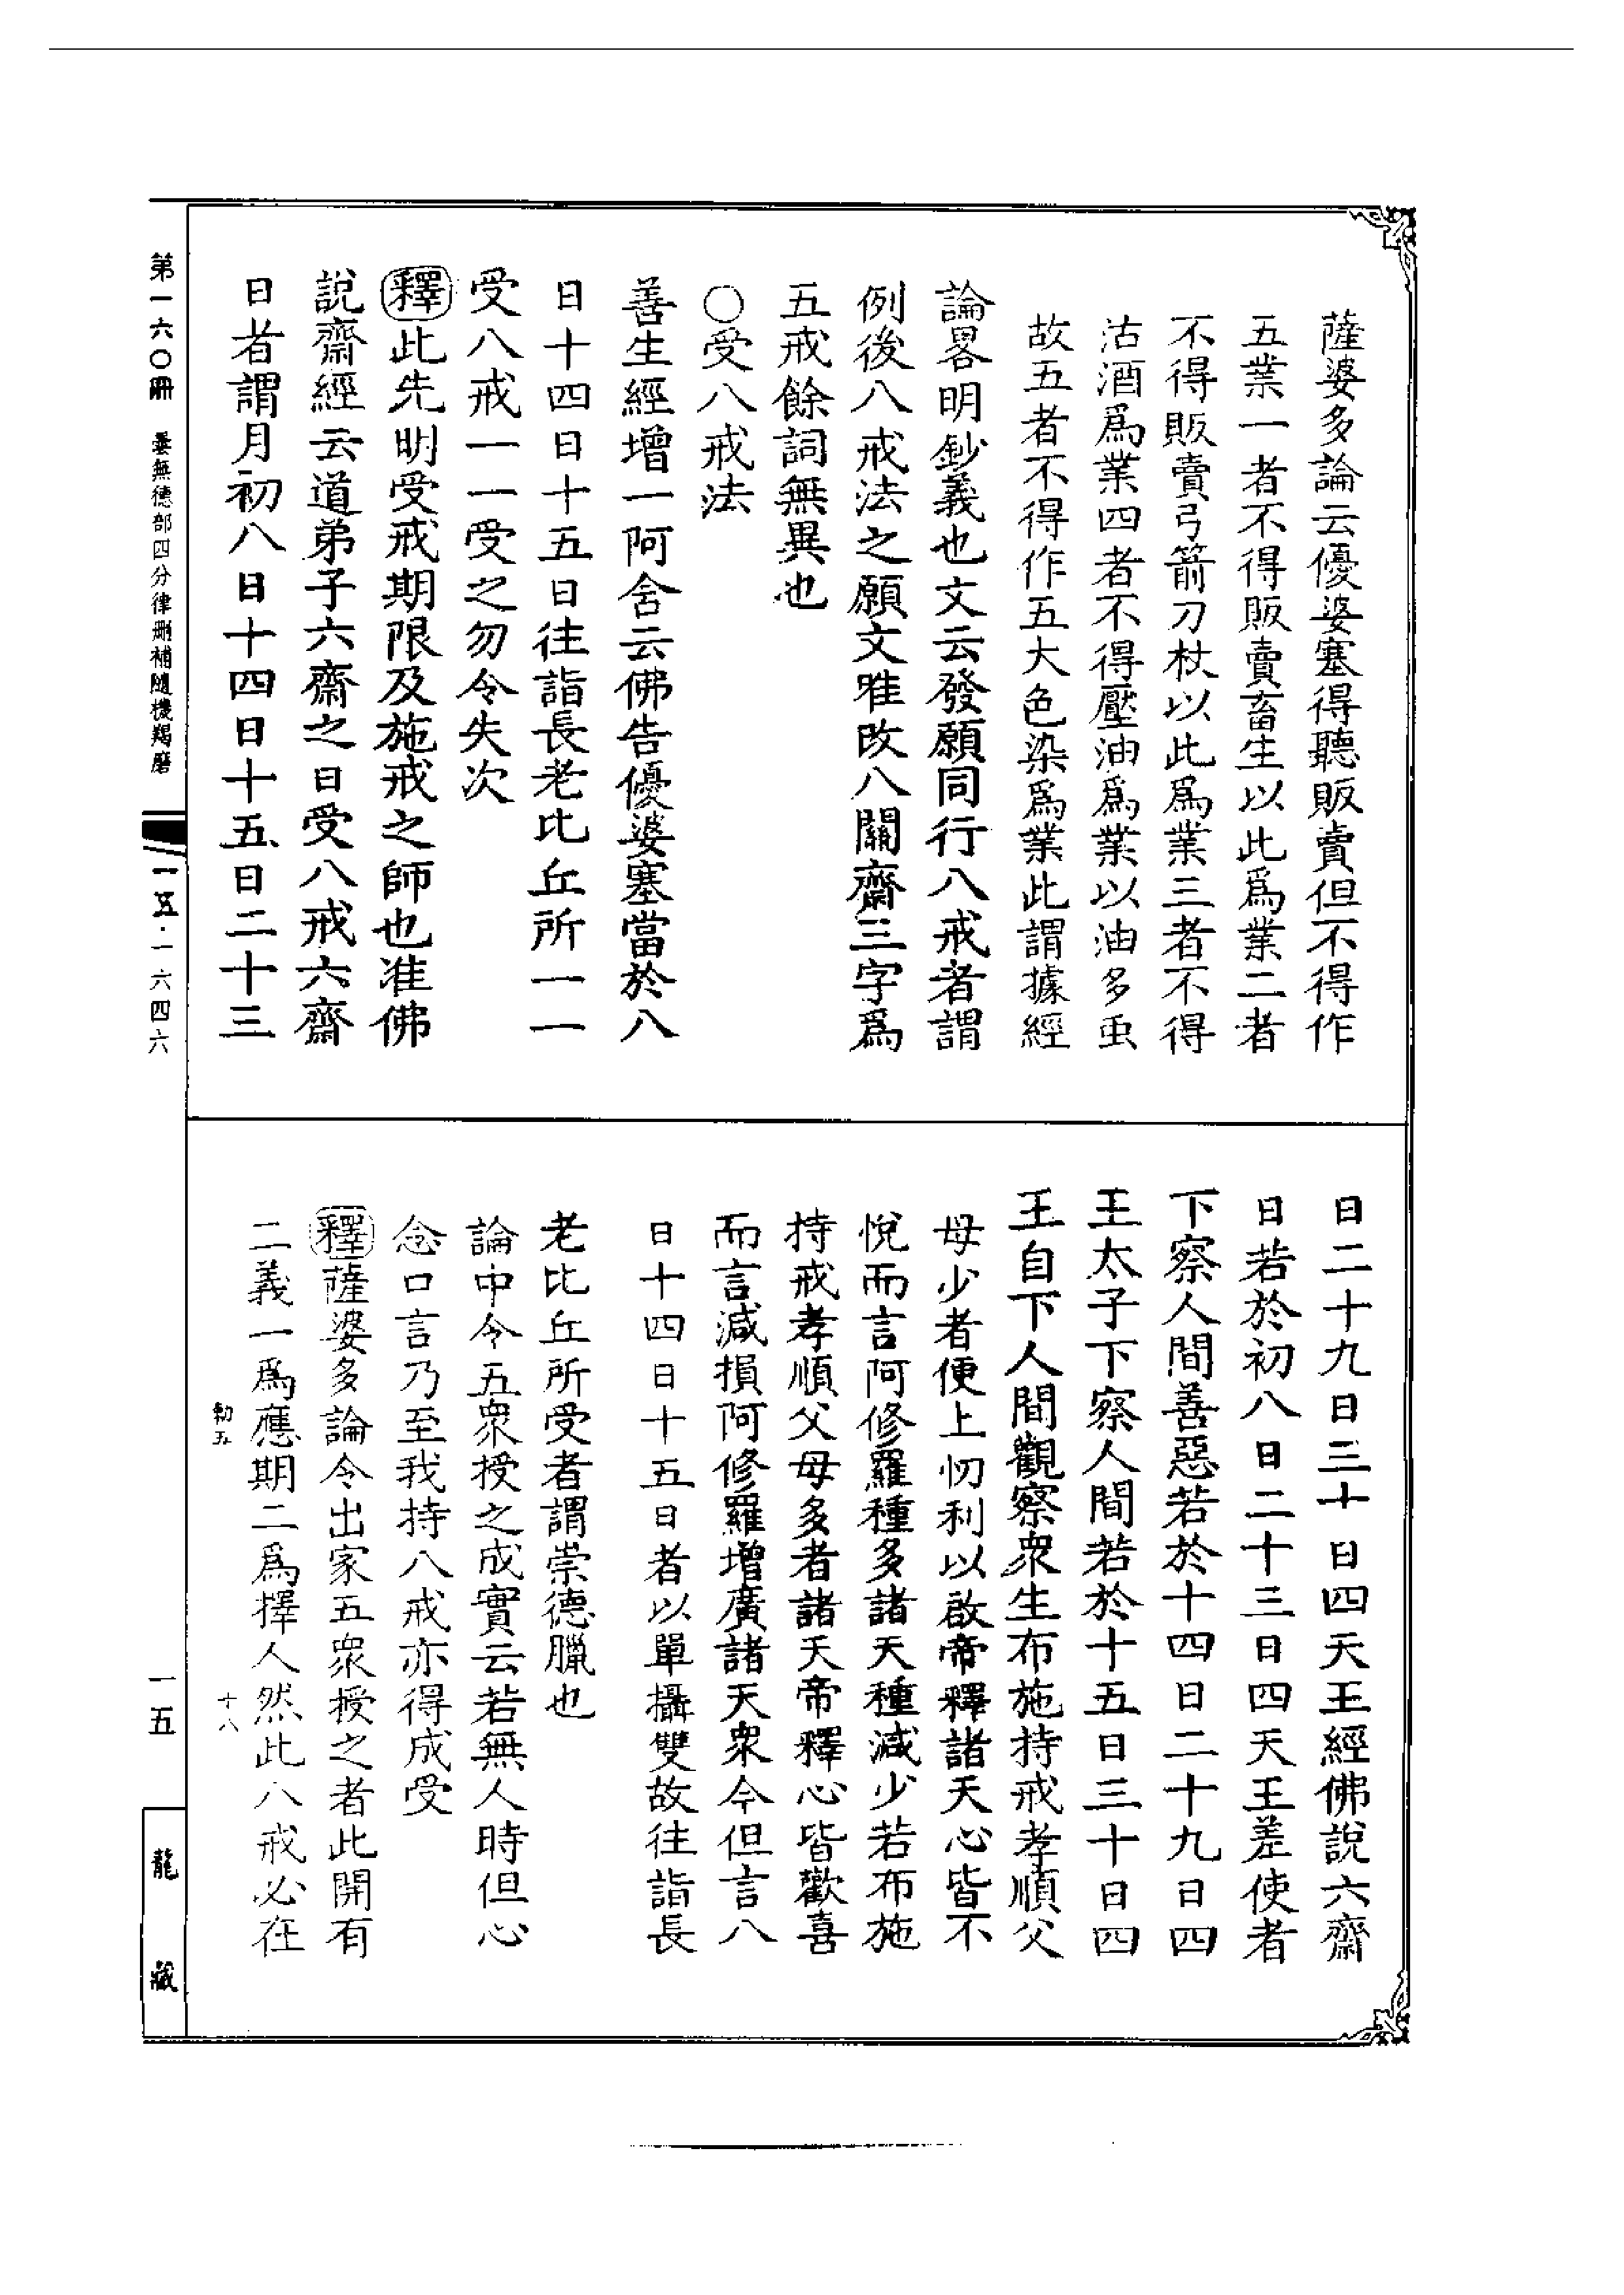 薩婆多論云優婆塞得聽販賣但不得作
五業一者不得販賣畜生以此爲業二者
不得販賣弓箭刀杖以此爲業三者不得
沽酒爲業四者不得壓油爲業以油多虫
故五者不得作五大色染爲業此謂據經
論畧明鈔義也文云發願同行八戒者謂
例後八戒法之願文唯改八關齋三字爲
五戒餘詞無異也
○受八戒法
善生經增一阿含云佛告優婆塞當於八
日十四日十五日往詣長老比丘所一一
受八戒一一受之勿令失次
釋此先明受戒期限及施戒之師也准佛
說齋經云道弟子六齋之日受八戒六齋
日者謂月初八日十四日十五日二十三
日二十九日三十日四天王經佛說六齋
日若於初八日二十三日四天王差使者
下察人間善惡若於十四日二十九日四
王太子下察人間若於十五日三十日四
王自下人間觀察衆生布施持戒孝順父
母少者便上忉利以啟帝釋諸天心皆不
悅而言阿修羅種多諸天種減少若布施
持戒孝順父母多者諸天帝釋心皆歡喜
而言減損阿修羅增廣諸天衆今但言八
日十四日十五日者以單攝雙故往詣長
老比丘所受者謂崇德臘也
論中令五衆授之成實云若無人時但心
念口言乃至我持八戒亦得成受
釋薩婆多論令出家五衆授之者此開有
二義一爲應期二爲擇人然此八戒必在
勒五
十八
第一六〇冊 曇無德部四分律刪補隨機羯磨
一五·一六四六
一五
龍藏